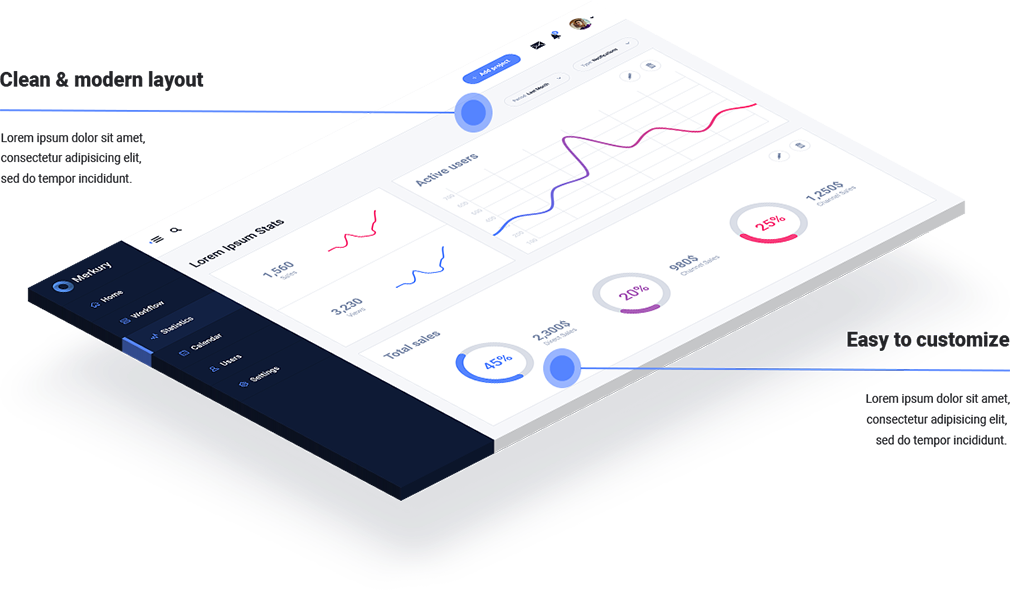 Clean & modern layout
Lorem ipsum dolor sit amet,
consectetur adipisicing elit,
sed do tempor incididunt.
+ Add project
Period: Last Month
Type: Notifications
Merkury
Home
Workflow
Statistics
Calendar
Users
Settings
Lorem Ipsum Stats
1,560
Sales
3,230
Views
Active users
Total sales
45%
2,300$
Direct Sales
20%
980$
Channel Sales
25%
1,250$
Channel Sales
Easy to customize
Lorem ipsum dolor sit amet,
consectetur adipisicing elit,
sed do tempor incididunt.